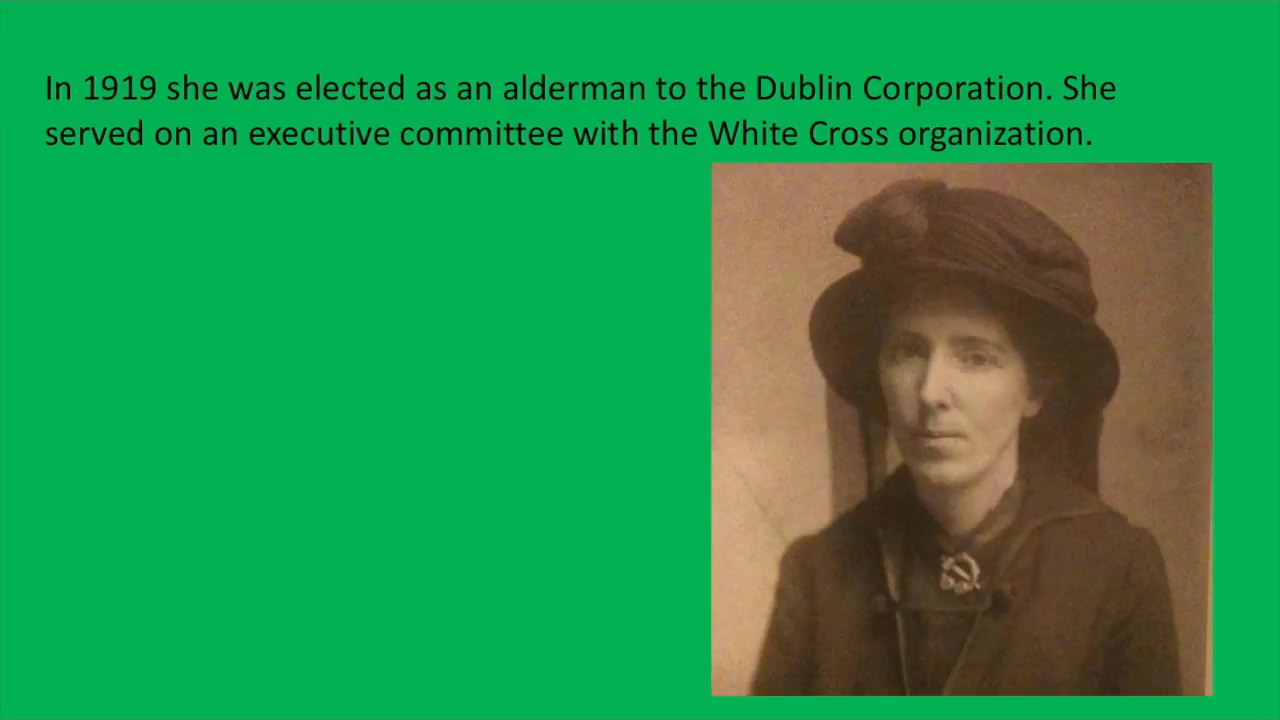 In 1919 she was elected as an alderman to the Dublin Corporation. She
served on an executive committee with the White Cross organization.